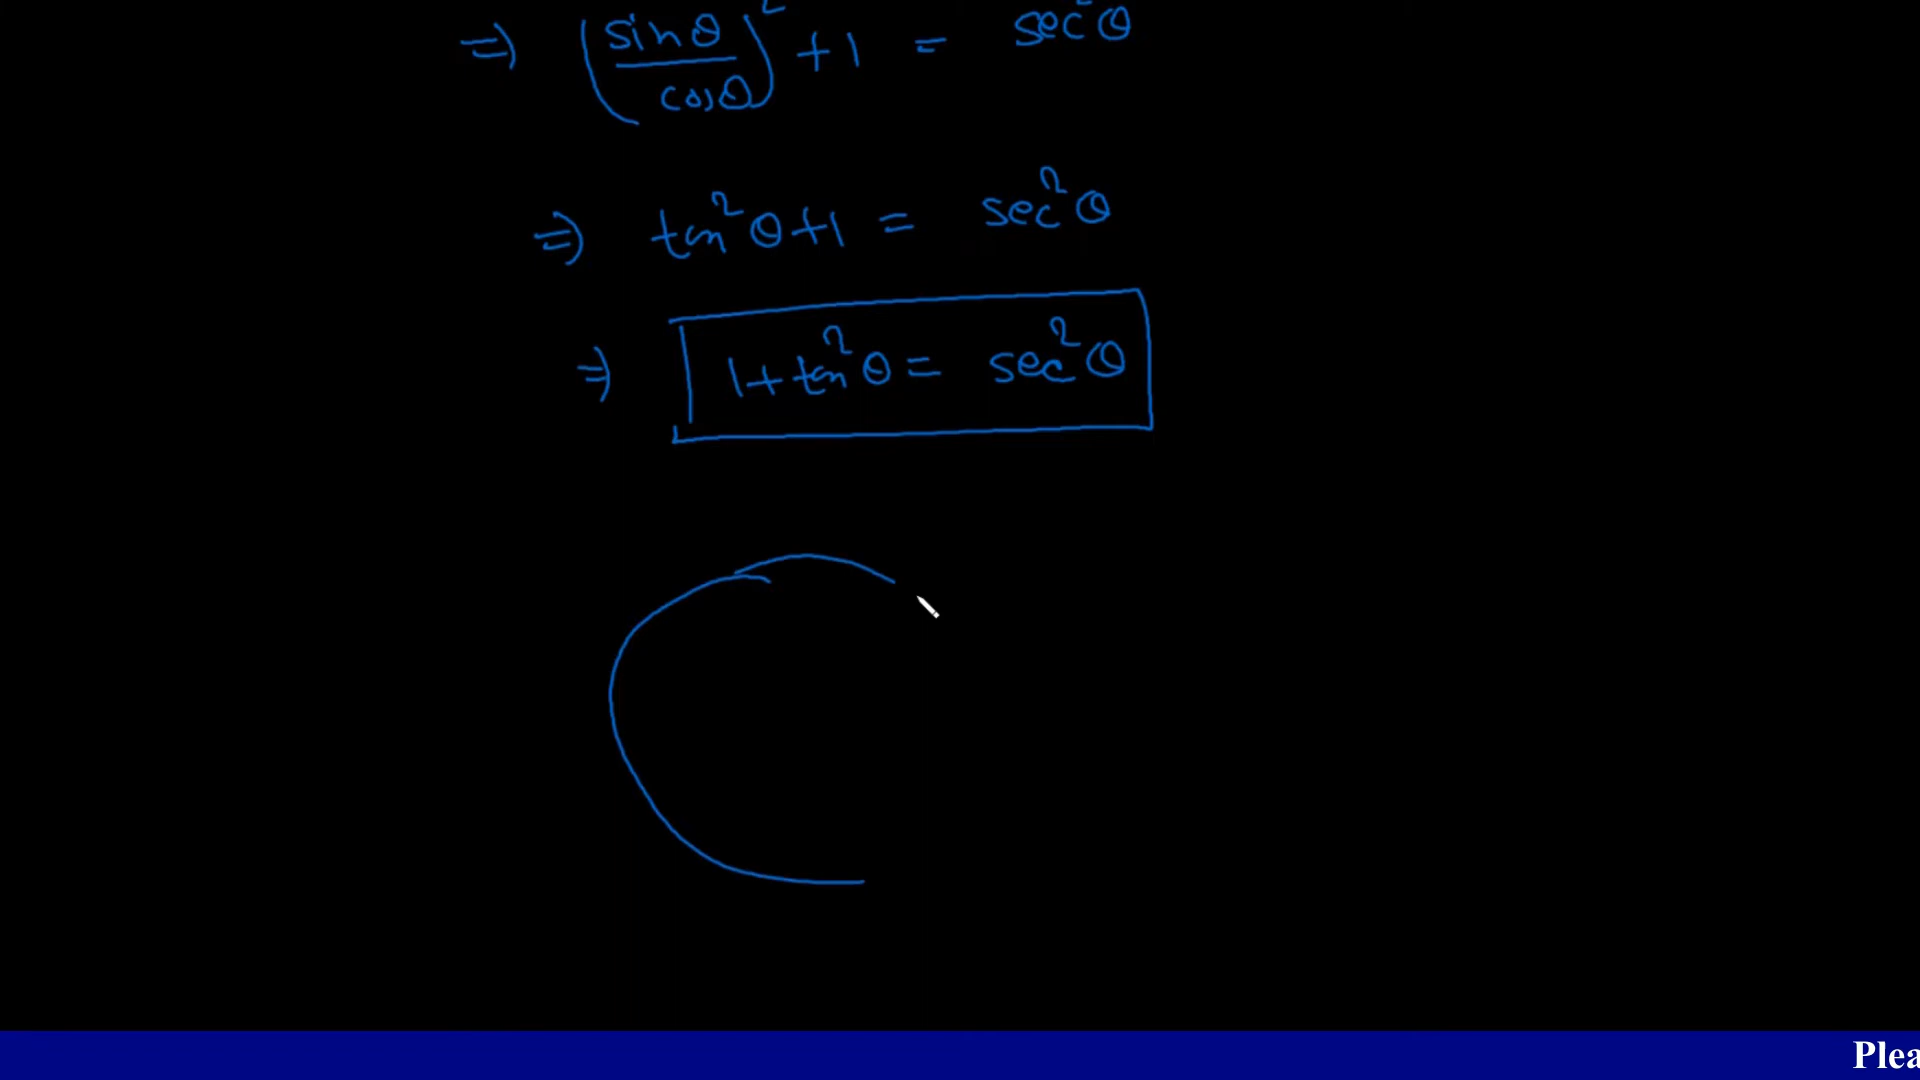 ⇒ (sinθ/cosθ)² + 1 = sec²θ
⇒ tan²θ + 1 = sec²θ
⇒ 1 + tan²θ = sec²θ
Plea